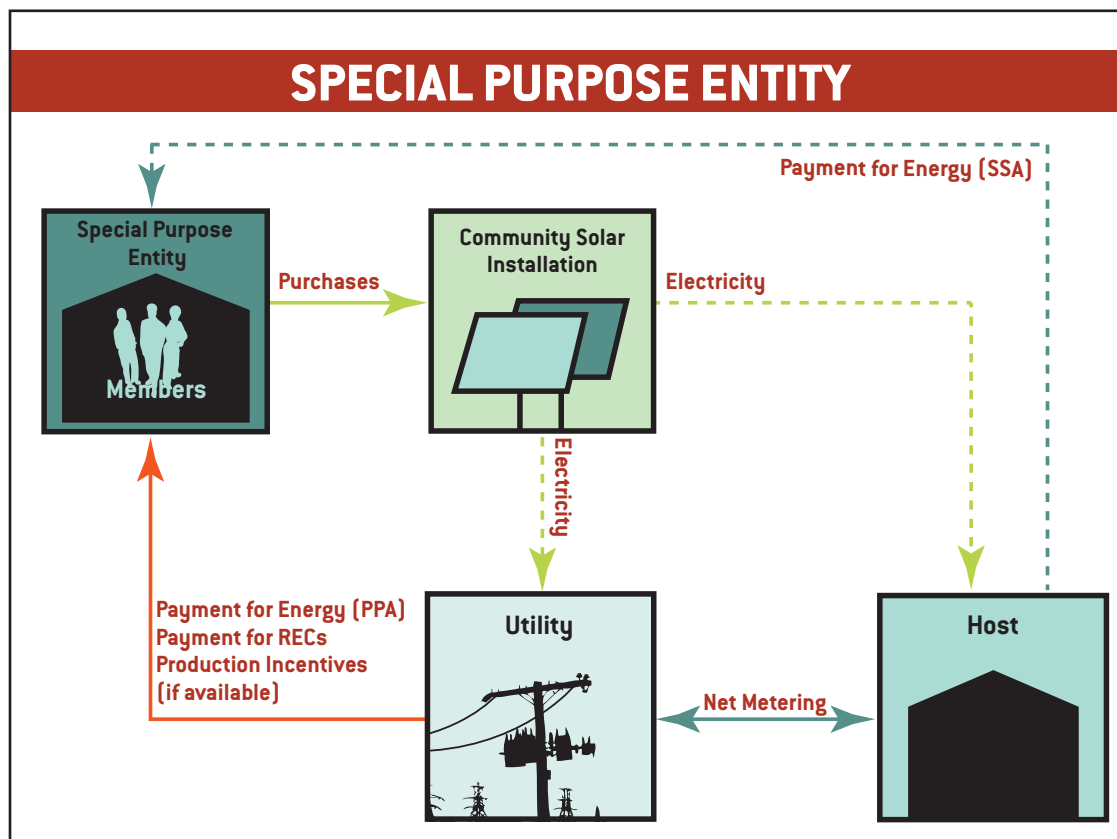 SPECIAL PURPOSE ENTITY
Payment for Energy (SSA)
Special Purpose
Entity
Members
Purchases
Community Solar
Installation
Electricity
Electricity
Payment for Energy (PPA)
Payment for RECs
Production Incentives
(if available)
Utility
Net Metering
Host